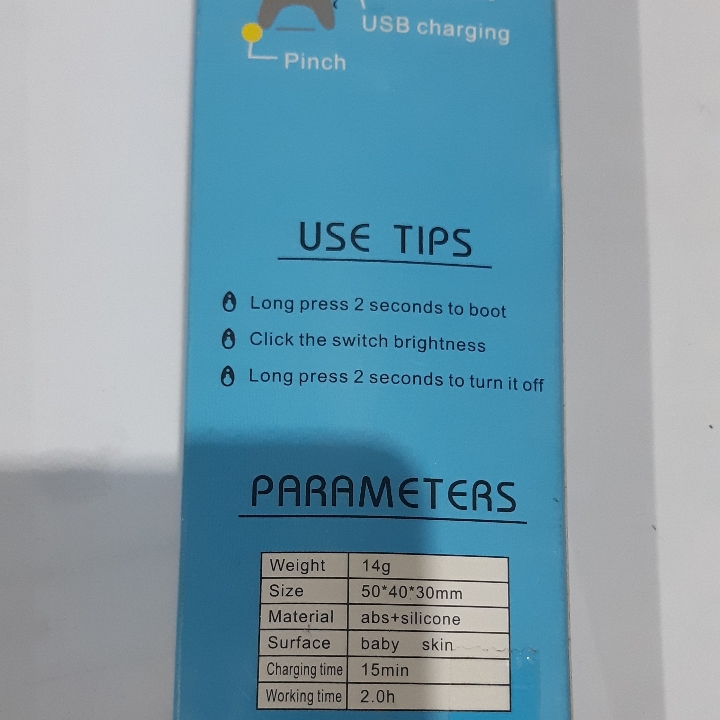 USB charging
Pinch
USE TIPS
Long press 2 seconds to boot
Click the switch brightness
Long press 2 seconds to turn it off
PARAMETERS
Weight 14g
Size 50*40*30mm
Material abs+silicone
Surface baby skin
Charging time 15min
Working time 2.0h